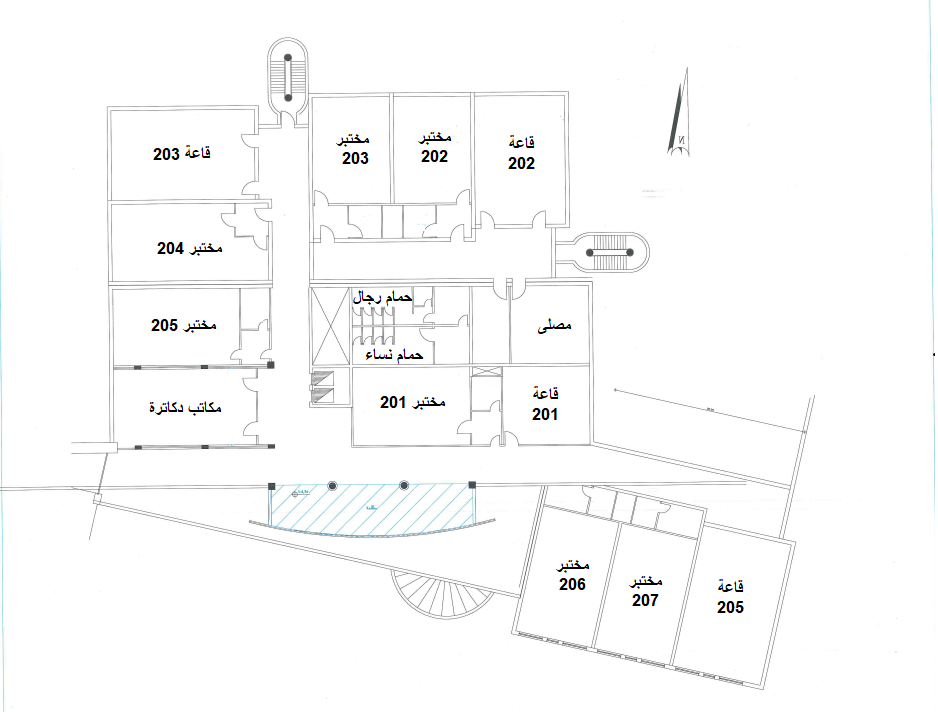 قاعة 203
مختبر
203
مختبر
202
قاعة
202
N
مختبر 204
مختبر 205
حمام رجال
حمام نساء
مصلى
مكاتب دكاترة
مختبر 201
قاعة
201
مختبر
206
مختبر
207
قاعة
205